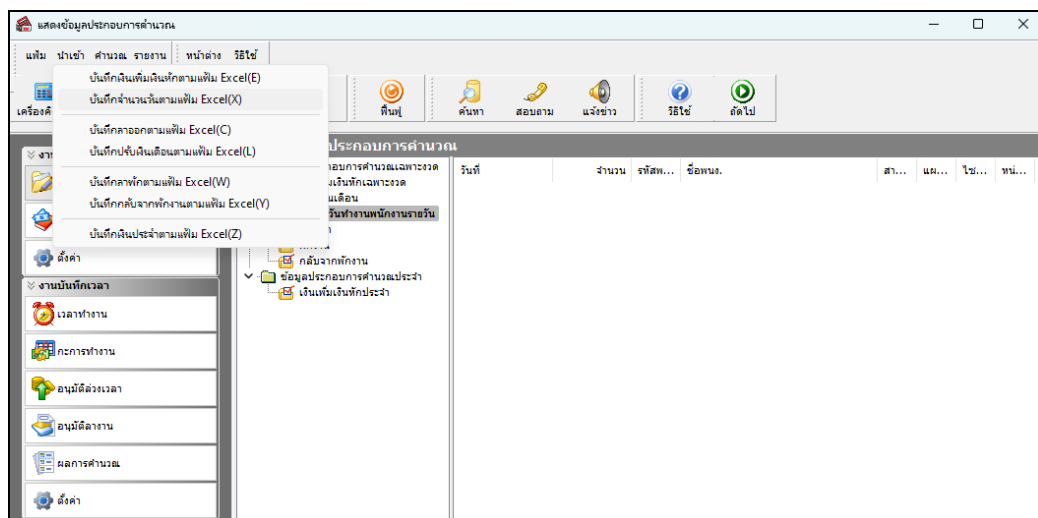 แสดงข้อมูลประกอบการคำนวณ
แฟ้ม นำเข้า คำนวณ รายงาน หน้าต่าง วิธีใช้
บันทึกเงินเพิ่มเงินหักตามแฟ้ม Excel(E)
บันทึกจำนวนวันตามแฟ้ม Excel(X)
บันทึกลาออกตามแฟ้ม Excel(C)
บันทึกปรับเงินเดือนตามแฟ้ม Excel(L)
บันทึกลาพักตามแฟ้ม Excel(W)
บันทึกกลับจากพักงานตามแฟ้ม Excel(Y)
บันทึกเงินประจำตามแฟ้ม Excel(Z)
เครื่องคิ
ฟื้นฟู
ค้นหา
สอบถาม
แจ้งข่าว
วิธีใช้
ถัดไป
งา
ตั้งค่า
งานบันทึกเวลา
เวลาทำงาน
กะการทำงาน
อนุมัติล่วงเวลา
อนุมัติลางาน
ผลการคำนวณ
ตั้งค่า
ลประกอบการคำนวณ
กอบการคำนวณเฉพาะงวด
มเงินหักเฉพาะงวด
นเดือน
วันทำงานพนักงานรายวัน
กลับจากพักงาน
ข้อมูลประกอบการคำนวณประจำ
เงินเพิ่มเงินหักประจำ
วันที่ จำนวน รหัสพ... ชื่อพนง. สา... แผ... ไซ... หน่...